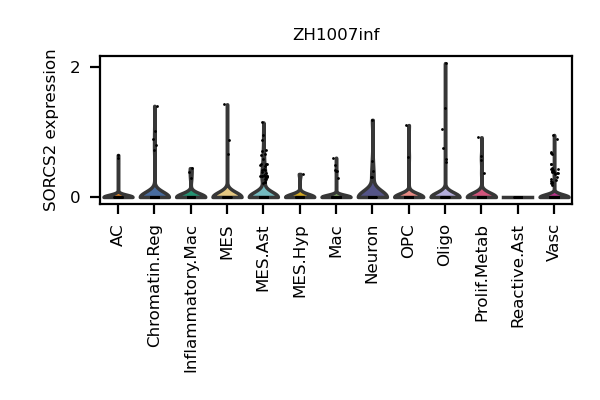 ZH1007inf
SORCS2 expression
2
0
AC
Chromatin.Reg
Inflammatory.Mac
MES
MES.Ast
MES.Hyp
Mac
Neuron
OPC
Oligo
Prolif.Metab
Reactive.Ast
Vasc